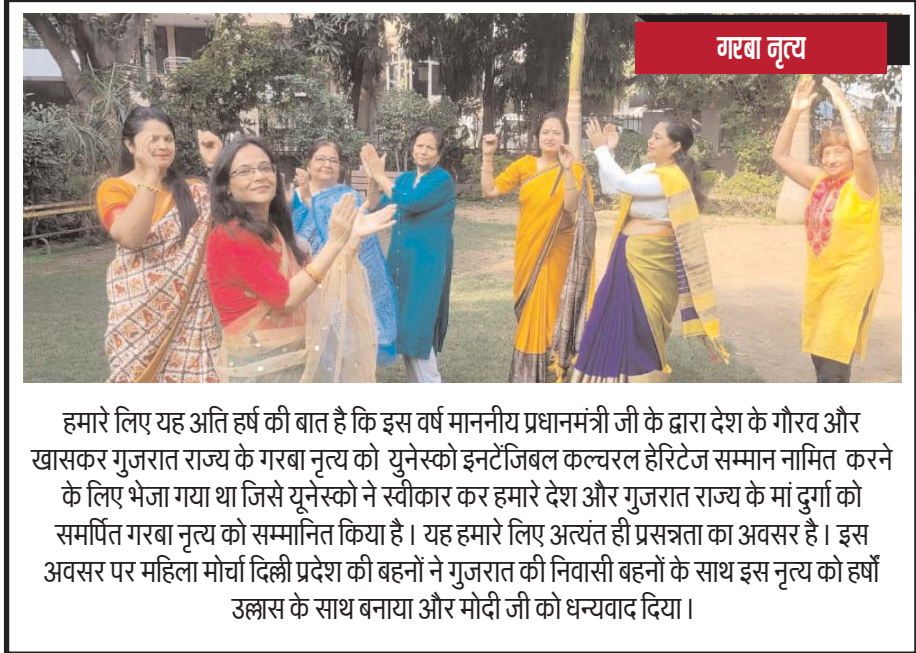 गरबा नृत्य
हमारे लिए यह अति हर्ष की बात है कि इस वर्ष माननीय प्रधानमंत्री जी के द्वारा देश के गौरव और
खासकर गुजरात राज्य के गरबा नृत्य को युनेस्को इनटेंजिबल कल्चरल हेरिटेज सम्मान नामित करने
के लिए भेजा गया था जिसे यूनेस्को ने स्वीकार कर हमारे देश और गुजरात राज्य के मां दुर्गा को
समर्पित गरबा नृत्य को सम्मानित किया है। यह हमारे लिए अत्यंत ही प्रसन्नता का अवसर है। इस
अवसर पर महिला मोर्चा दिल्ली प्रदेश की बहनों ने गुजरात की निवासी बहनों के साथ इस नृत्य को हर्षों
उल्लास के साथ बनाया और मोदी जी को धन्यवाद दिया।